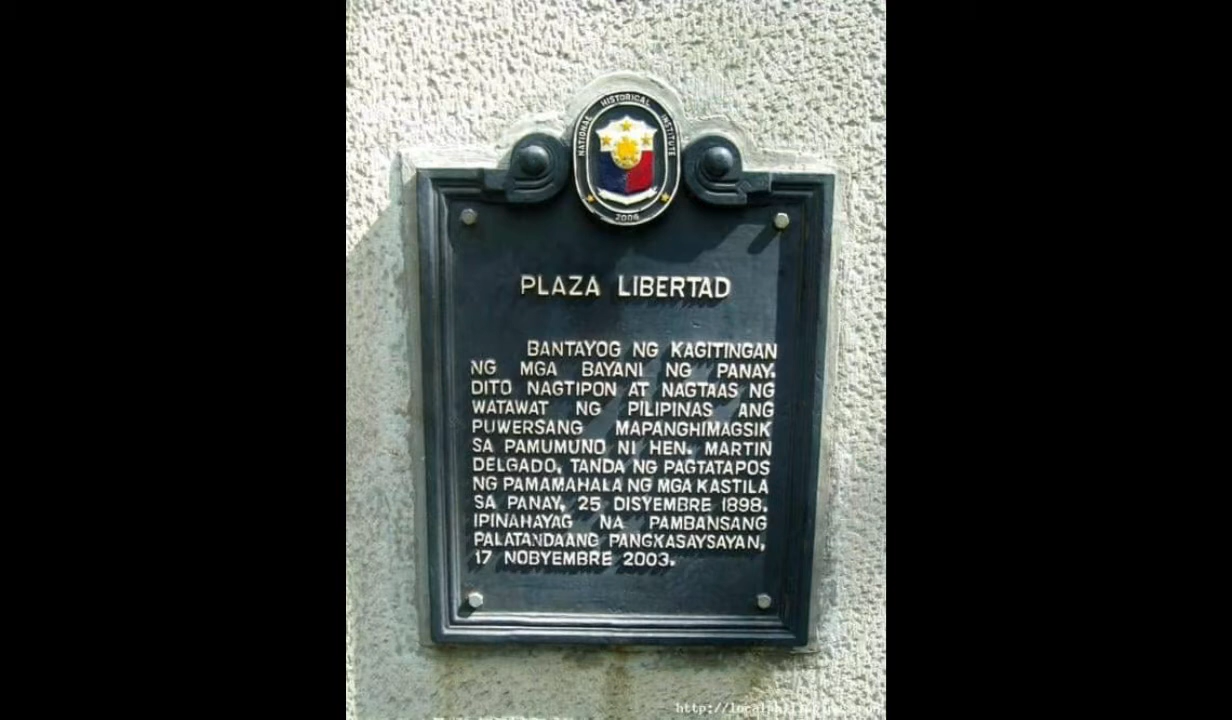 NATIONAL HISTORICAL INSTITUTE
2006
PLAZA LIBERTAD
BANTAYOG NG KAGITINGAN
NG MGA BAYANI NG PANAY.
DITO NAGTIPON AT NAGTAAS NG
WATAWAT NG PILIPINAS ANG
PUWERSANG MAPANGHIMAGSIK
SA PAMUMUNO NI HEN. MARTIN
DELGADO, TANDA NG PAGTATAPOS
NG PAMAMAHALA NG MGA KASTILA
SA PANAY, 25 DISYEMBRE 1898.
IPINAHAYAG NA PAMBANSANG
PALATANDAANG PANGKASAYSAYAN,
17 NOBYEMBRE 2003.